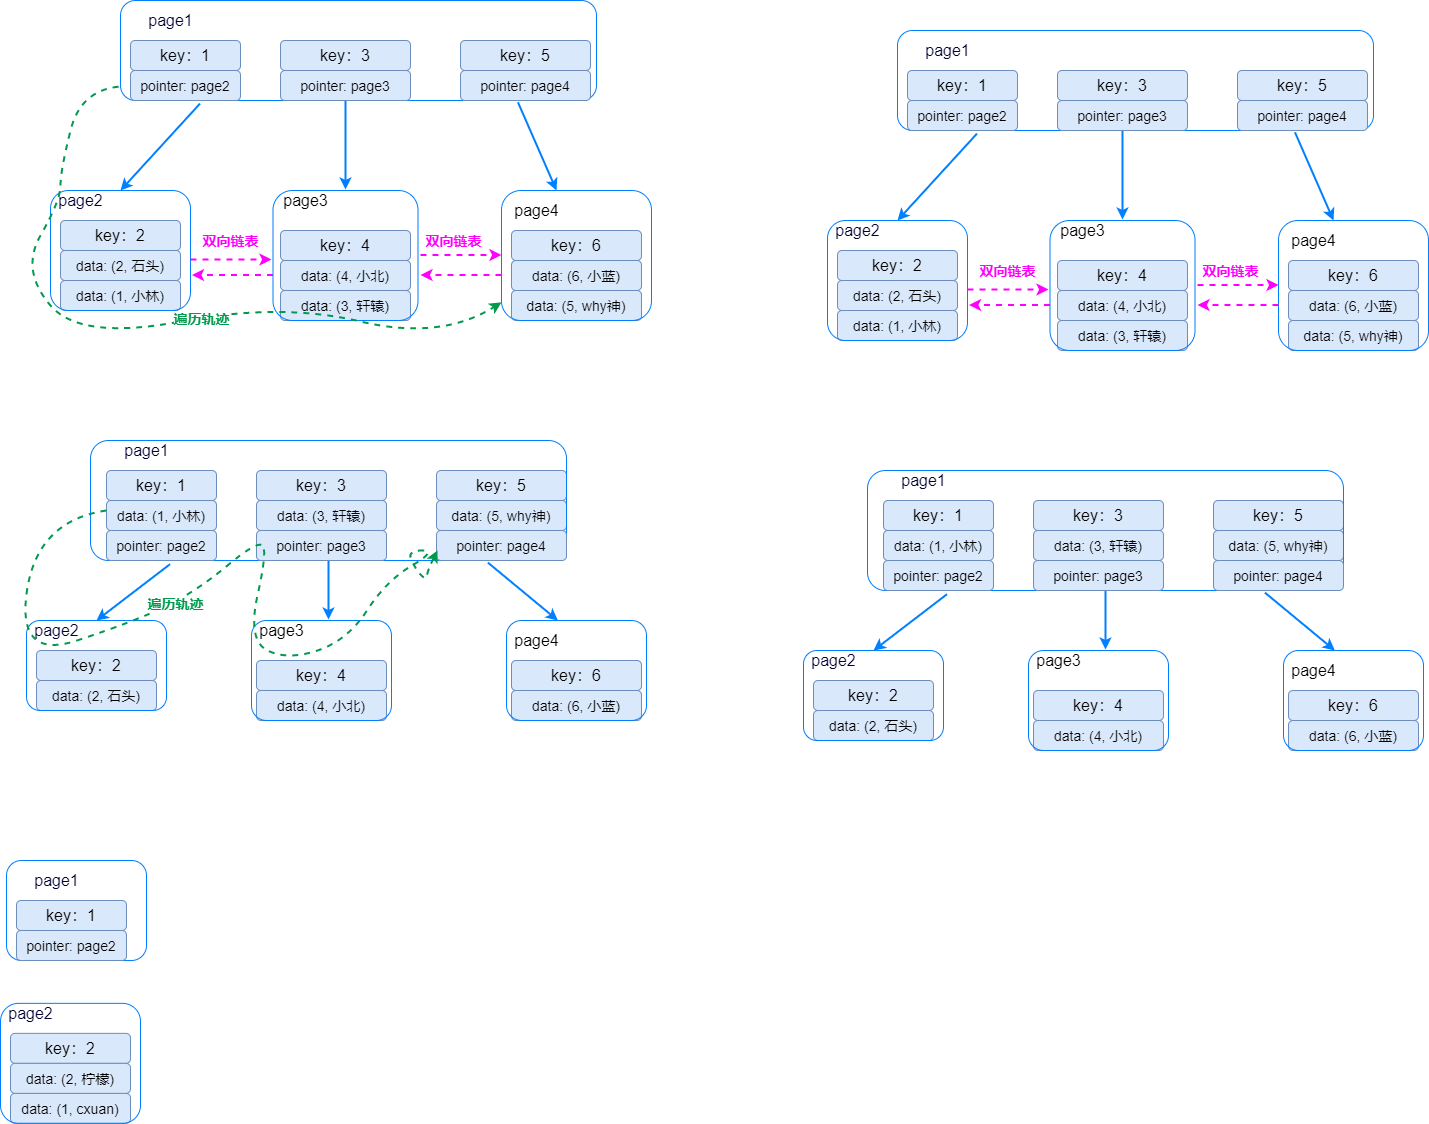 page1
key：1
pointer: page2
key：3
pointer: page3
key：5
pointer: page4
page2
key：2
data: (2, 石头)
data: (1, 小林)
双向链表
page3
key：4
data: (4, 小北)
data: (3, 轩辕)
双向链表
page4
key：6
data: (6, 小蓝)
data: (5, why神)
遍历轨迹
page1
key：1
pointer: page2
key：3
pointer: page3
key：5
pointer: page4
page2
key：2
data: (2, 石头)
data: (1, 小林)
双向链表
page3
key：4
data: (4, 小北)
data: (3, 轩辕)
双向链表
page4
key：6
data: (6, 小蓝)
data: (5, why神)
page1
key：1
data: (1, 小林)
pointer: page2
key：3
data: (3, 轩辕)
pointer: page3
key：5
data: (5, why神)
pointer: page4
遍历轨迹
page2
key：2
data: (2, 石头)
page3
key：4
data: (4, 小北)
page4
key：6
data: (6, 小蓝)
page1
key：1
data: (1, 小林)
pointer: page2
key：3
data: (3, 轩辕)
pointer: page3
key：5
data: (5, why神)
pointer: page4
page2
key：2
data: (2, 石头)
page3
key：4
data: (4, 小北)
page4
key：6
data: (6, 小蓝)
page1
key：1
pointer: page2
page2
key：2
data: (2, 柠檬)
data: (1, cxuan)